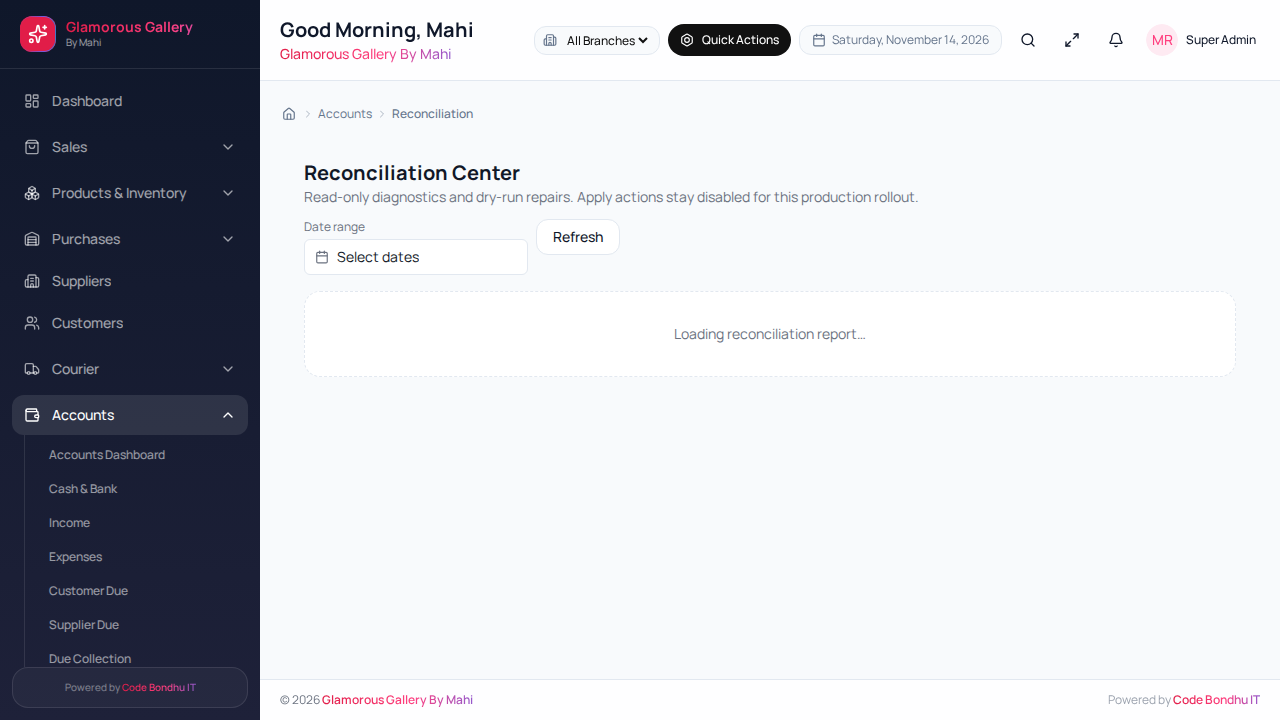 Glamorous Gallery
By Mahi
Dashboard
Sales
Products & Inventory
Purchases
Suppliers
Customers
Courier
Accounts
Accounts Dashboard
Cash & Bank
Income
Expenses
Customer Due
Supplier Due
Due Collection
Powered by Code Bondhu IT
Good Morning, Mahi
Glamorous Gallery By Mahi
All Branches
Quick Actions
Saturday, November 14, 2026
MR
Super Admin
Accounts
Reconciliation
Reconciliation Center
Read-only diagnostics and dry-run repairs. Apply actions stay disabled for this production rollout.
Date range
Select dates
Refresh
Loading reconciliation report…
© 2026 Glamorous Gallery By Mahi
Powered by Code Bondhu IT